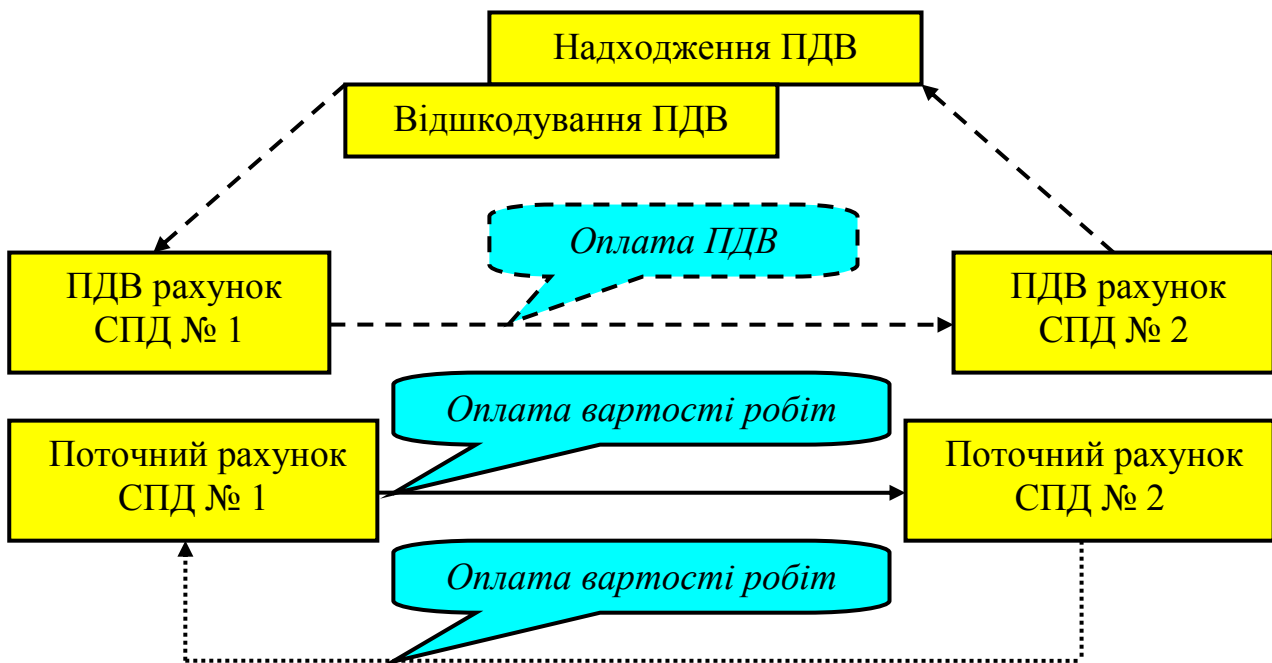 Надходження ПДВ
Відшкодування ПДВ
Оплата ПДВ
ПДВ рахунок
СПД № 1
ПДВ рахунок
СПД № 2
Оплата вартості робіт
Поточний рахунок
СПД № 1
Поточний рахунок
СПД № 2
Оплата вартості робіт